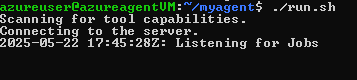 azureuser@azureagentVM:~/myagent$ ./run.sh
Scanning for tool capabilities.
Connecting to the server.
2025-05-22 17:45:28Z: Listening for Jobs